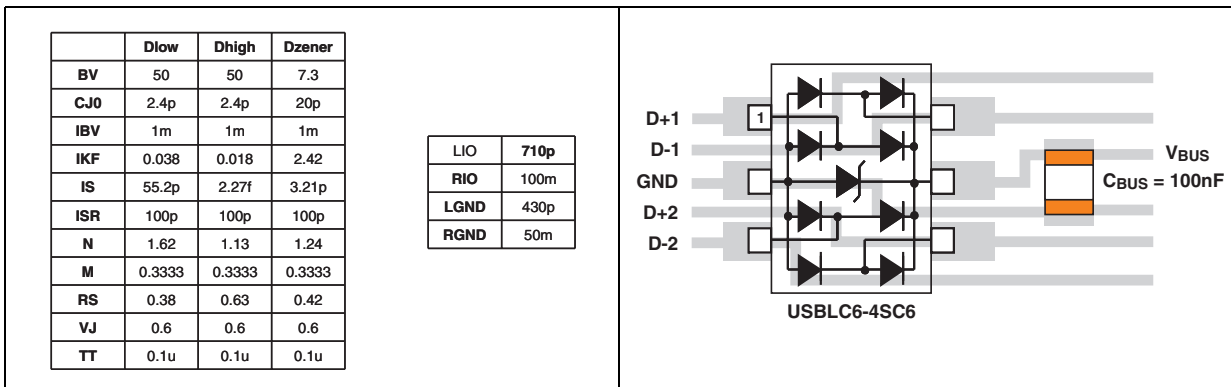 Dlow Dhigh Dzener
BV 50 50 7.3
CJ0 2.4p 2.4p 20p
IBV 1m 1m 1m
IKF 0.038 0.018 2.42
IS 55.2p 2.27f 3.21p
ISR 100p 100p 100p
N 1.62 1.13 1.24
M 0.3333 0.3333 0.3333
RS 0.38 0.63 0.42
VJ 0.6 0.6 0.6
TT 0.1u 0.1u 0.1u
LIO 710p
RIO 100m
LGND 430p
RGND 50m
D+1
1
D-1
GND
D+2
D-2
VBUS
CBUS = 100nF
USBLC6-4SC6